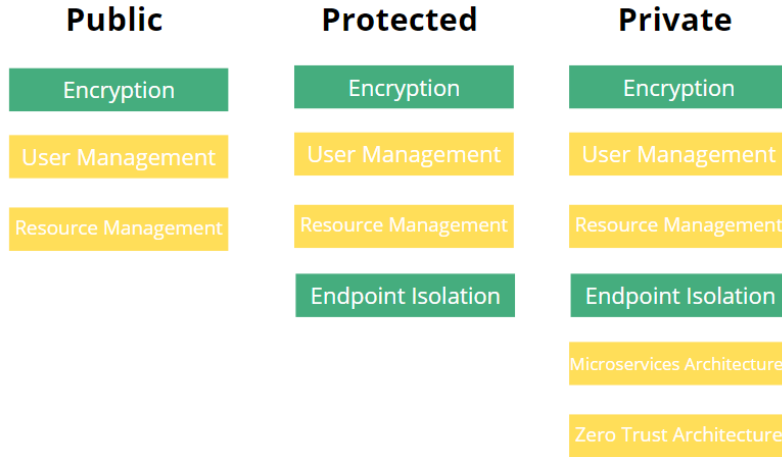 Public
Protected
Private
Encryption
Encryption
Encryption
User Management
User Management
User Management
Resource Management
Resource Management
Resource Management
Endpoint Isolation
Endpoint Isolation
Microservices Architecture
Zero Trust Architecture